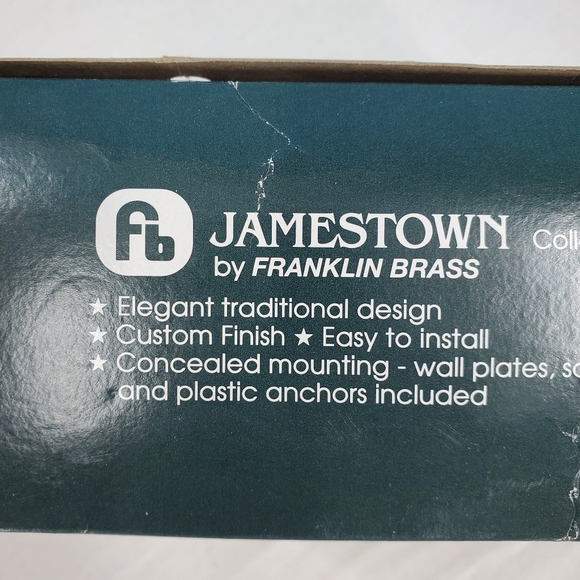 fb
JAMESTOWN
by FRANKLIN BRASS
★ Elegant traditional design
★ Custom Finish ★ Easy to install
★ Concealed mounting - wall plates,
and plastic anchors included